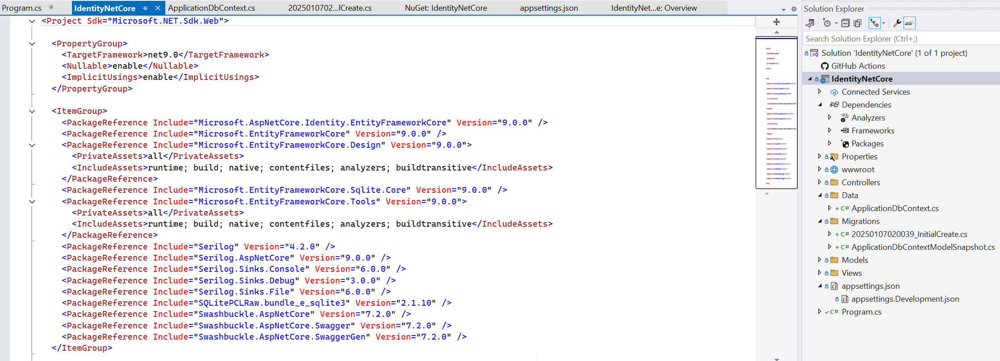 Program.cs
IdentityNetCore
ApplicationDbContext.cs
2025010702...lCreate.cs
NuGet: IdentityNetCore
appsettings.json
IdentityNet...e: Overview
<Project Sdk="Microsoft.NET.Sdk.Web">
<PropertyGroup>
<TargetFramework>net9.0</TargetFramework>
<Nullable>enable</Nullable>
<ImplicitUsings>enable</ImplicitUsings>
</PropertyGroup>
<ItemGroup>
<PackageReference Include="Microsoft.AspNetCore.Identity.EntityFrameworkCore" Version="9.0.0" />
<PackageReference Include="Microsoft.EntityFrameworkCore" Version="9.0.0" />
<PackageReference Include="Microsoft.EntityFrameworkCore.Design" Version="9.0.0">
<PrivateAssets>all</PrivateAssets>
<IncludeAssets>runtime; build; native; contentfiles; analyzers; buildtransitive</IncludeAssets>
</PackageReference>
<PackageReference Include="Microsoft.EntityFrameworkCore.Sqlite.Core" Version="9.0.0" />
<PackageReference Include="Microsoft.EntityFrameworkCore.Tools" Version="9.0.0">
<PrivateAssets>all</PrivateAssets>
<IncludeAssets>runtime; build; native; contentfiles; analyzers; buildtransitive</IncludeAssets>
</PackageReference>
<PackageReference Include="Serilog" Version="4.2.0" />
<PackageReference Include="Serilog.AspNetCore" Version="9.0.0" />
<PackageReference Include="Serilog.Sinks.Console" Version="6.0.0" />
<PackageReference Include="Serilog.Sinks.Debug" Version="3.0.0" />
<PackageReference Include="Serilog.Sinks.File" Version="6.0.0" />
<PackageReference Include="SQLitePCLRaw.bundle_e_sqlite3" Version="2.1.10" />
<PackageReference Include="Swashbuckle.AspNetCore" Version="7.2.0" />
<PackageReference Include="Swashbuckle.AspNetCore.Swagger" Version="7.2.0" />
<PackageReference Include="Swashbuckle.AspNetCore.SwaggerGen" Version="7.2.0" />
</ItemGroup>
Solution Explorer
Search Solution Explorer (Ctrl+;)
Solution 'IdentityNetCore' (1 of 1 project)
GitHub Actions
IdentityNetCore
Connected Services
Dependencies
Analyzers
Frameworks
Packages
Properties
wwwroot
Controllers
Data
C# ApplicationDbContext.cs
Migrations
C# 20250107020039_InitialCreate.cs
C# ApplicationDbContextModelSnapshot.cs
Models
Views
appsettings.json
appsettings.Development.json
C# Program.cs